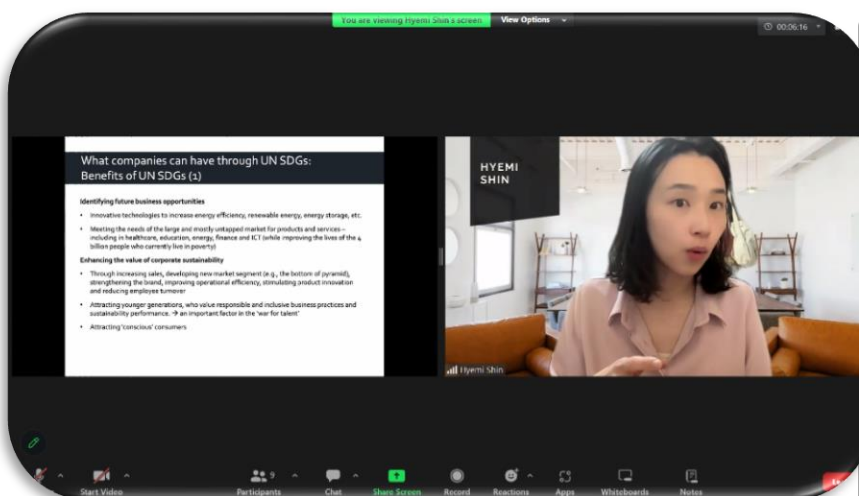 You are viewing Hyemi Shin's screen View Options
00:06:16
What companies can have through UN SDGs:
Benefits of UN SDGs (1)
Identifying future business opportunities
• Innovative technologies to increase energy efficiency, renewable energy, energy storage, etc.
• Meeting the needs of the large and mostly untapped market for products and services –
including in healthcare, education, energy, finance and ICT (while improving the lives of the 4
billion people who currently live in poverty)
Enhancing the value of corporate sustainability
• Through increasing sales, developing new market segment (e.g., the bottom of pyramid),
strengthening the brand, improving operational efficiency, stimulating product innovation
and reducing employee turnover
• Attracting younger generations, who value responsible and inclusive business practices and
sustainability performance. → an important factor in the 'war for talent'
• Attracting 'conscious' consumers
HYEMI
SHIN
Hyemi Shin
9
Start Video Participants Chat Share Screen Record Reactions Apps Whiteboards Notes